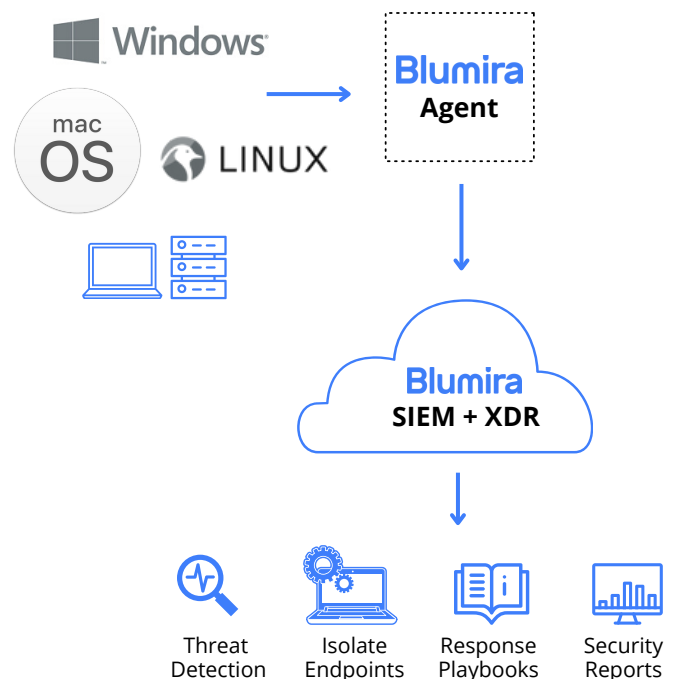 Windows
mac
OS
LINUX
Blumira
Agent
Blumira
SIEM + XDR
i
Threat
Detection
Isolate
Endpoints
Response
Playbooks
Security
Reports